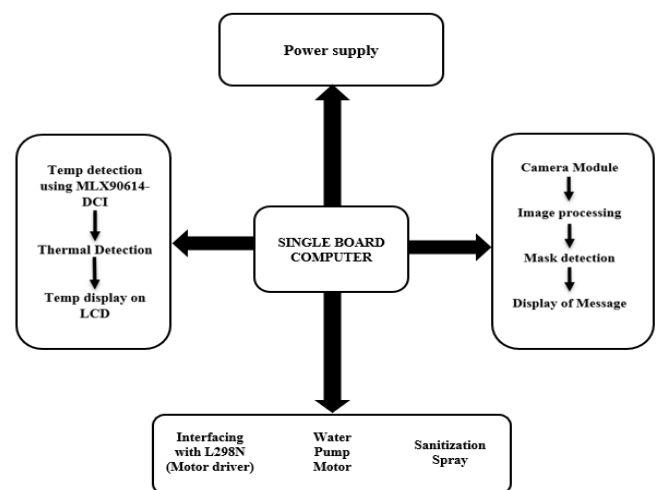 Power supply
Temp detection
using MLX90614-
DCI
Thermal Detection
Temp display on
LCD
SINGLE BOARD
COMPUTER
Camera Module
Image processing
Mask detection
Display of Message
Interfacing
with L298N
(Motor driver)
Water
Pump
Motor
Sanitization
Spray